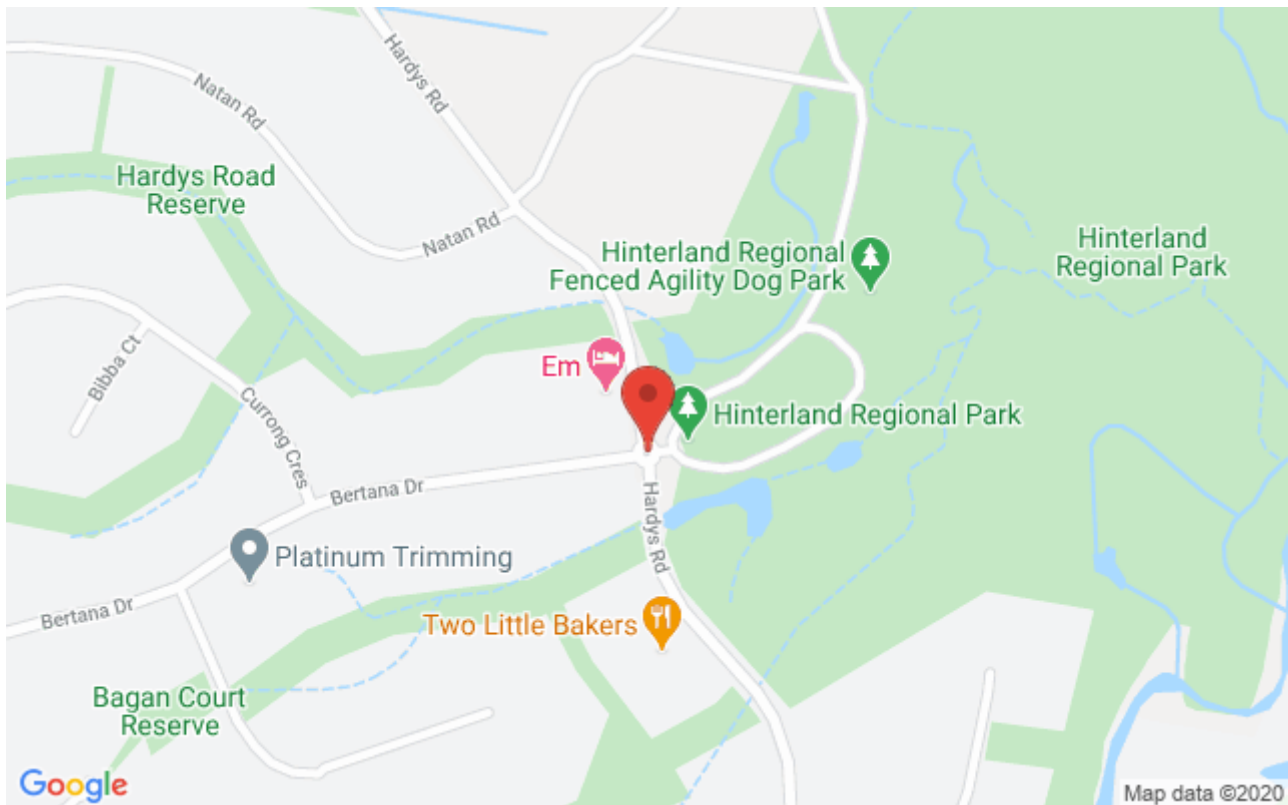 Hardys Rd
Natan Rd
Hardys Road
Reserve
Natan Rd
Hinterland Regional
Fenced Agility Dog Park
Hinterland
Regional Park
Em
Bibba Ct
Currong Cres
Hinterland Regional Park
Bertana Dr
Hardys Rd
Platinum Trimming
Bertana Dr
Two Little Bakers
Bagan Court
Reserve
Google
Map data ©2020